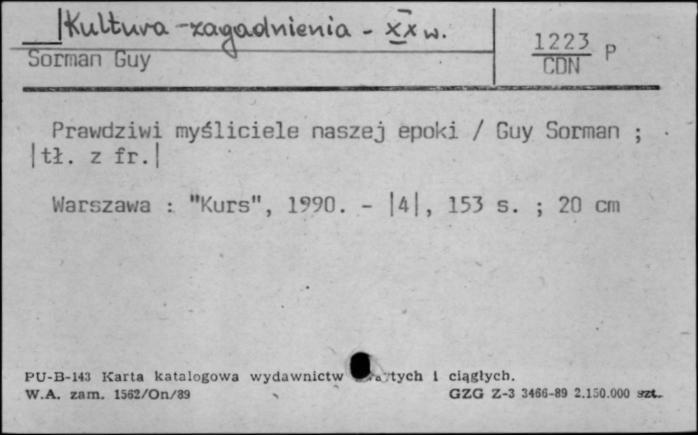 Kultura - zagadnienia - XX w.
1223 P
CDN
Sorman Guy
Prawdziwi myśliciele naszej epoki / Guy Sorman ;
|tł. z fr.|
Warszawa : "Kurs", 1990. - |4|, 153 s. ; 20 cm
PU-B-143 Karta katalogowa wydawnictw i ciągłych.
W.A. zam. 1562/On/89 GZG Z-3 3466-89 2.150.000 szt.